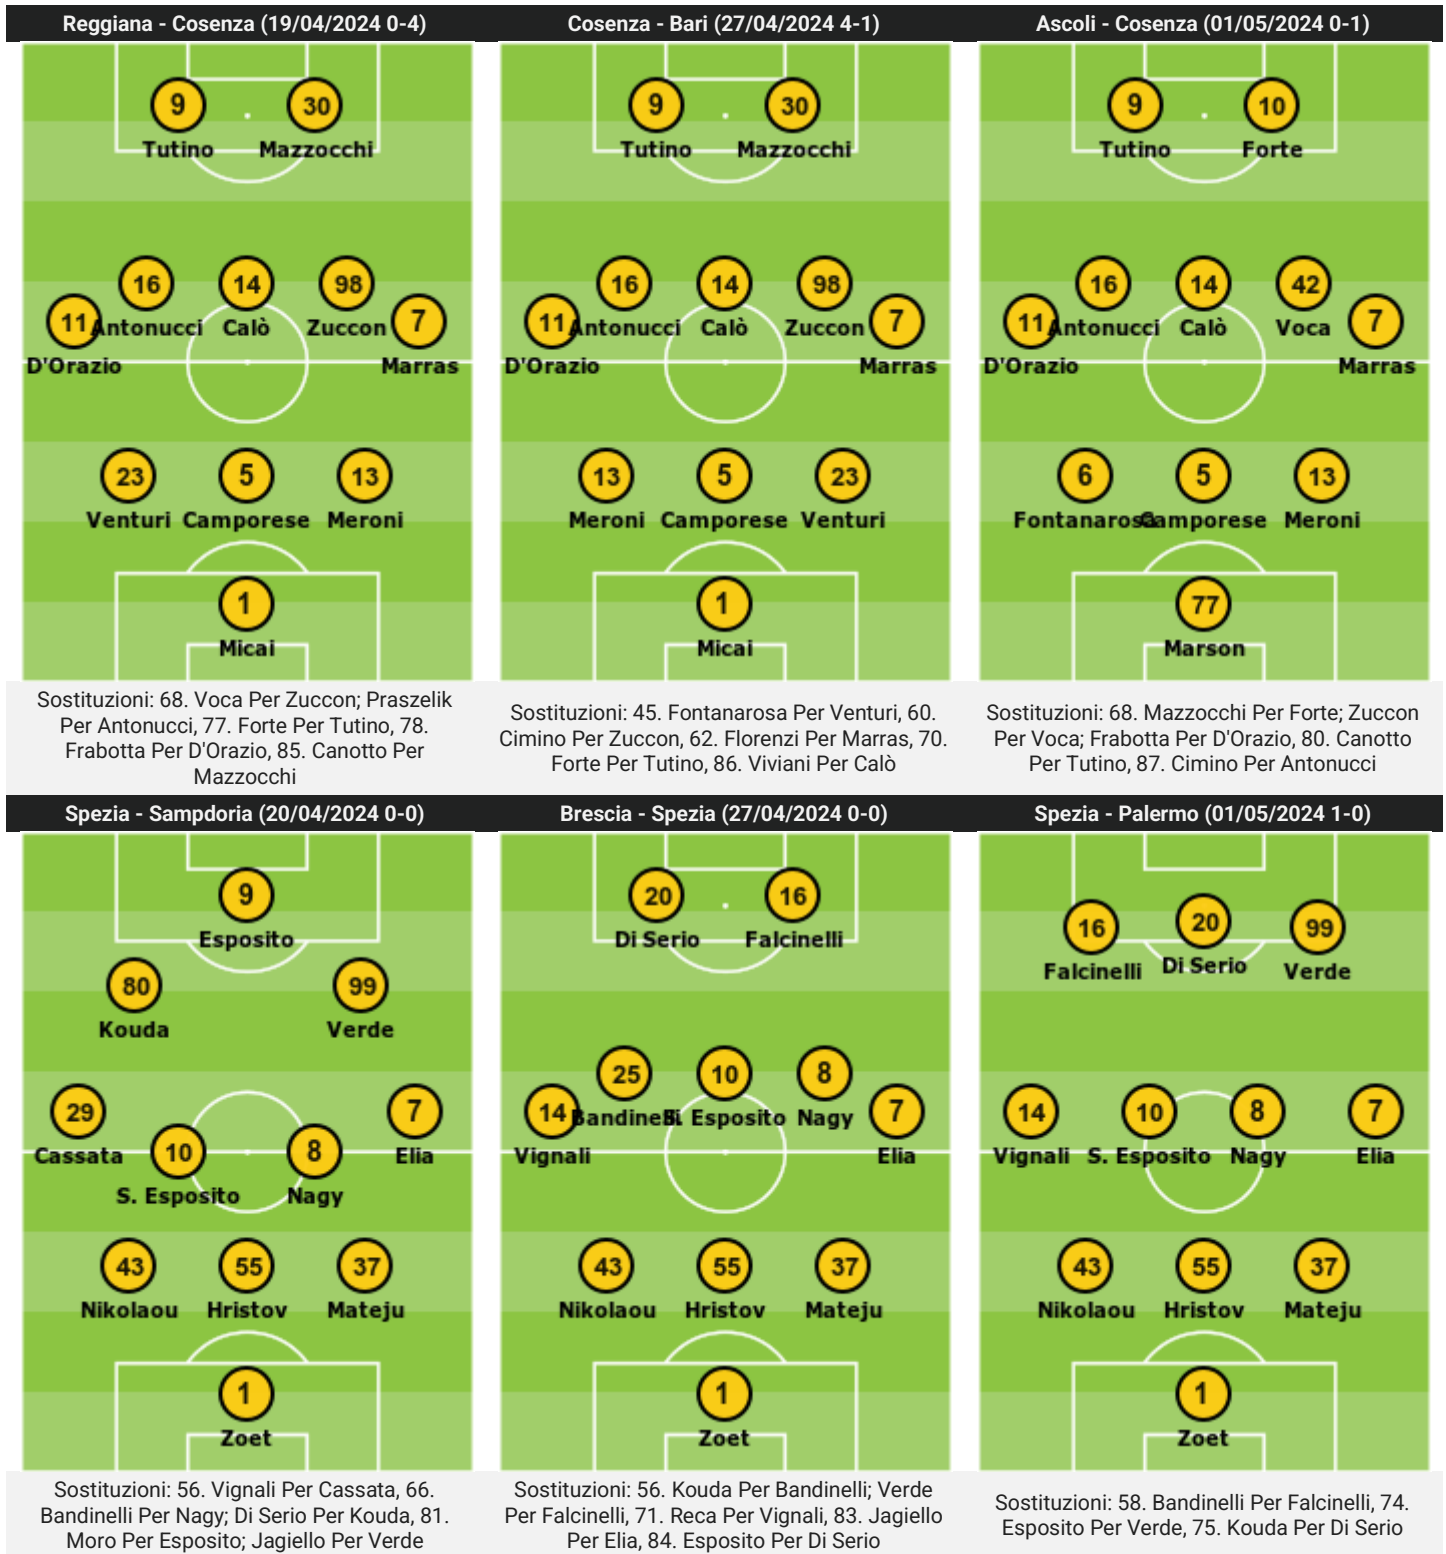 Reggiana - Cosenza (19/04/2024 0-4)
9
30
Tutino
Mazzocchi
16
14
98
11
7
Antonucci
Calò
Zuccon
D'Orazio
Marras
23
5
13
Venturi
Camporese
Meroni
1
Micai
Sostituzioni: 68. Voca Per Zuccon; Praszelik
Per Antonucci, 77. Forte Per Tutino, 78.
Frabotta Per D'Orazio, 85. Canotto Per
Mazzocchi
Cosenza - Bari (27/04/2024 4-1)
9
30
Tutino
Mazzocchi
16
14
98
11
7
Antonucci
Calò
Zuccon
D'Orazio
Marras
13
5
23
Meroni
Camporese
Venturi
1
Micai
Sostituzioni: 45. Fontanarosa Per Venturi, 60.
Cimino Per Zuccon, 62. Florenzi Per Marras, 70.
Forte Per Tutino, 86. Viviani Per Calò
Ascoli - Cosenza (01/05/2024 0-1)
9
10
Tutino
Forte
16
14
42
11
7
Antonucci
Calò
Voca
D'Orazio
Marras
6
5
13
Fontanarosa
Camporese
Meroni
77
Marson
Sostituzioni: 68. Mazzocchi Per Forte; Zuccon
Per Voca; Frabotta Per D'Orazio, 80. Canotto
Per Tutino, 87. Cimino Per Antonucci
Spezia - Sampdoria (20/04/2024 0-0)
9
Esposito
80
99
Kouda
Verde
29
7
Cassata
Elia
10
8
S. Esposito
Nagy
43
55
37
Nikolaou
Hristov
Mateju
1
Zoet
Sostituzioni: 56. Vignali Per Cassata, 66.
Bandinelli Per Nagy; Di Serio Per Kouda, 81.
Moro Per Esposito; Jagiello Per Verde
Brescia - Spezia (27/04/2024 0-0)
20
16
Di Serio
Falcinelli
25
10
8
14
7
Bandinelli
S. Esposito
Nagy
Vignali
Elia
43
55
37
Nikolaou
Hristov
Mateju
1
Zoet
Sostituzioni: 56. Kouda Per Bandinelli; Verde
Per Falcinelli, 71. Reca Per Vignali, 83. Jagiello
Per Elia, 84. Esposito Per Di Serio
Spezia - Palermo (01/05/2024 1-0)
16
20
99
Falcinelli
Di Serio
Verde
14
10
8
7
Vignali
S. Esposito
Nagy
Elia
43
55
37
Nikolaou
Hristov
Mateju
1
Zoet
Sostituzioni: 58. Bandinelli Per Falcinelli, 74.
Esposito Per Verde, 75. Kouda Per Di Serio